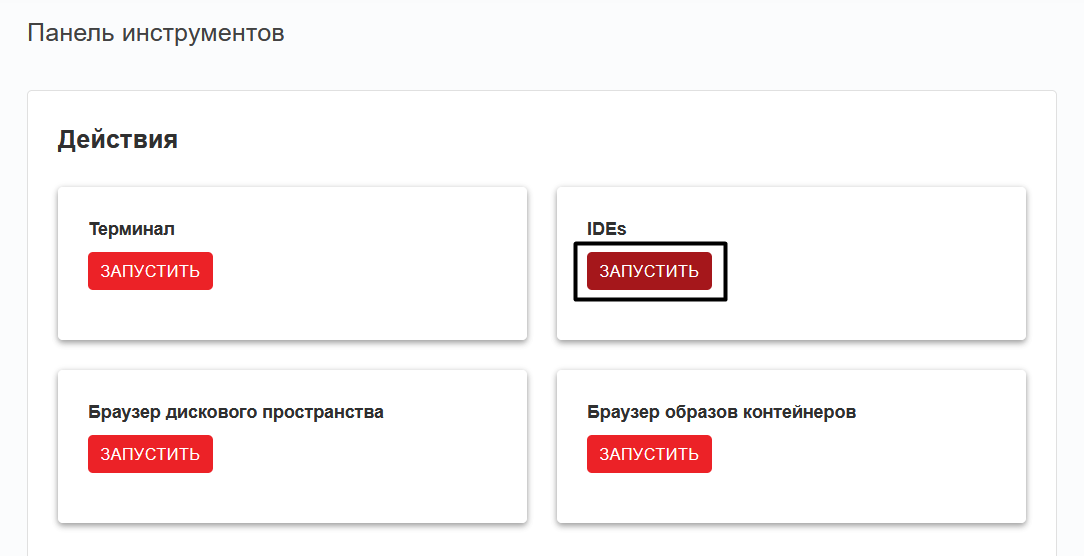 Панель инструментов
Действия
Терминал
ЗАПУСТИТЬ
IDEs
ЗАПУСТИТЬ
Браузер дискового пространства
ЗАПУСТИТЬ
Браузер образов контейнеров
ЗАПУСТИТЬ